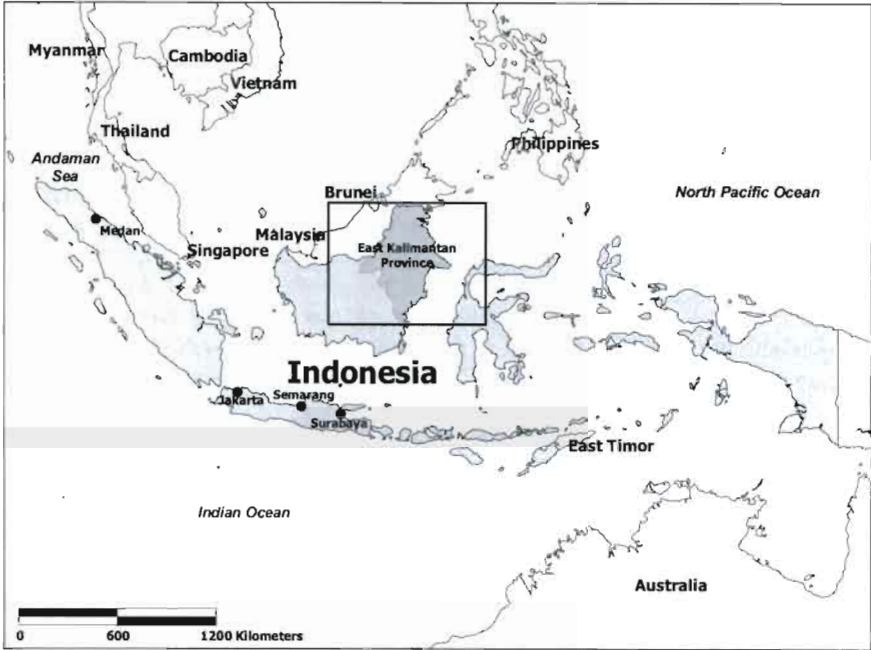 Myanmar
Cambodia
Vietnam
Thailand
Philippines
Andaman
Sea
Brunei
North Pacific Ocean
Medan
Malaysia
Singapore
East Kalimantan
Province
Indonesia
Jakarta
Semarang
Surabaya
East Timor
Indian Ocean
Australia
0 600 1200 Kilometers